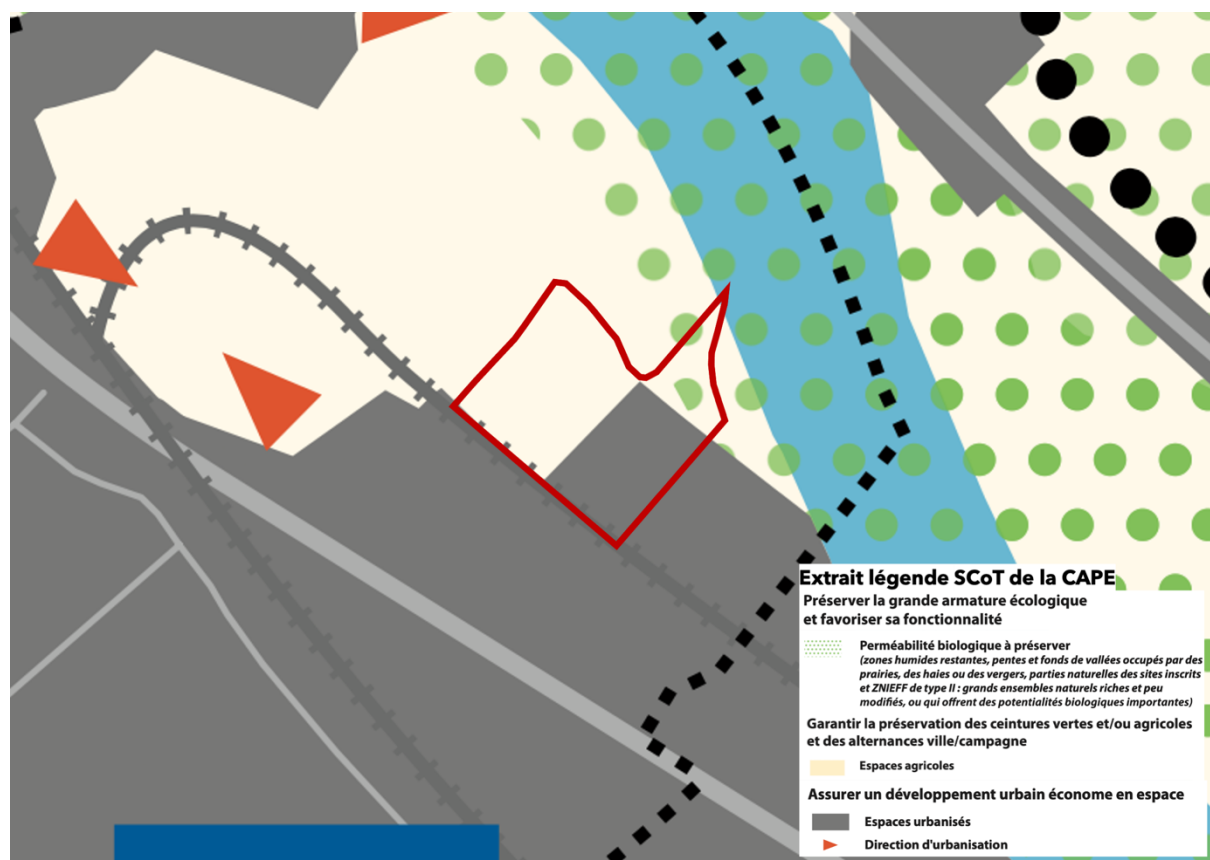 Extrait légende SCoT de la CAPE
Préserver la grande armature écologique
et favoriser sa fonctionnalité
Perméabilité biologique à préserver
(zones humides restantes, pentes et fonds de vallées occupés par des
prairies, des haies ou des vergers, parties naturelles des sites inscrits
et ZNIEFF de type II : grands ensembles naturels riches et peu
modifiés, ou qui offrent des potentialités biologiques importantes)
Garantir la préservation des ceintures vertes et/ou agricoles
et des alternances ville/campagne
Espaces agricoles
Assurer un développement urbain économe en espace
Espaces urbanisés
Direction d'urbanisation